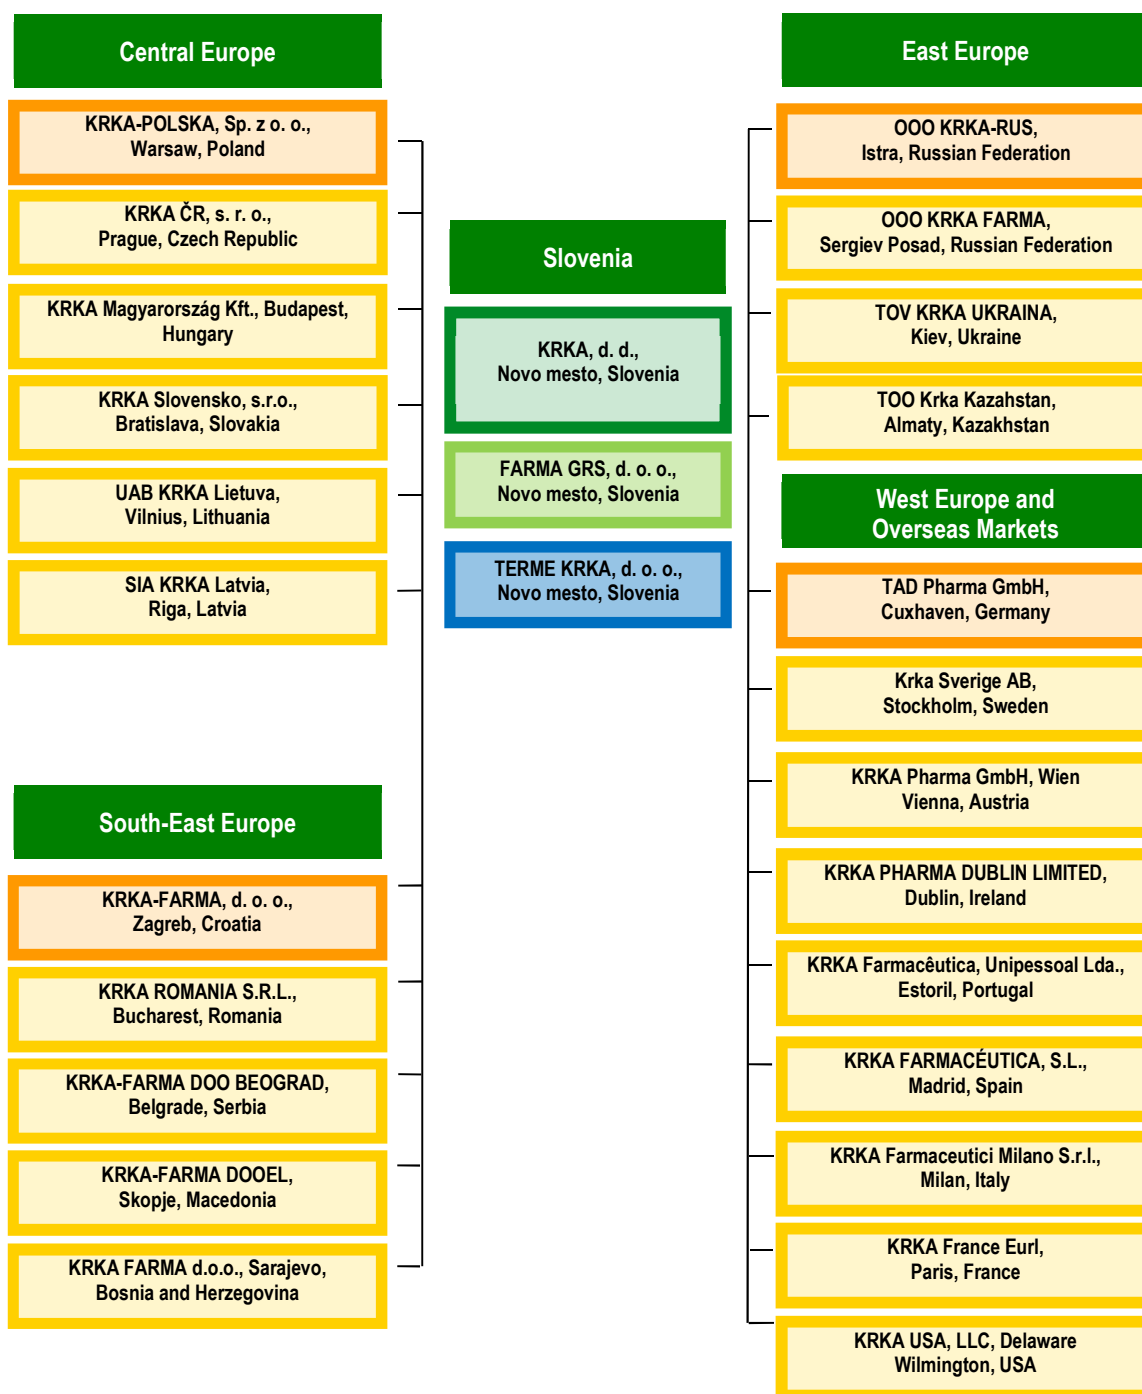 Central Europe
KRKA-POLSKA, Sp. z o. o.,
Warsaw, Poland
KRKA ČR, s. r. o.,
Prague, Czech Republic
KRKA Magyarország Kft., Budapest,
Hungary
KRKA Slovensko, s.r.o.,
Bratislava, Slovakia
UAB KRKA Lietuva,
Vilnius, Lithuania
SIA KRKA Latvia,
Riga, Latvia
South-East Europe
KRKA-FARMA, d. o. o.,
Zagreb, Croatia
KRKA ROMANIA S.R.L.,
Bucharest, Romania
KRKA-FARMA DOO BEOGRAD,
Belgrade, Serbia
KRKA-FARMA DOOEL,
Skopje, Macedonia
KRKA FARMA d.o.o., Sarajevo,
Bosnia and Herzegovina
Slovenia
KRKA, d. d.,
Novo mesto, Slovenia
FARMA GRS, d. o. o.,
Novo mesto, Slovenia
TERME KRKA, d. o. o.,
Novo mesto, Slovenia
East Europe
OOO KRKA-RUS,
Istra, Russian Federation
OOO KRKA FARMA,
Sergiev Posad, Russian Federation
TOV KRKA UKRAINA,
Kiev, Ukraine
TOO Krka Kazahstan,
Almaty, Kazakhstan
West Europe and
Overseas Markets
TAD Pharma GmbH,
Cuxhaven, Germany
Krka Sverige AB,
Stockholm, Sweden
KRKA Pharma GmbH, Wien
Vienna, Austria
KRKA PHARMA DUBLIN LIMITED,
Dublin, Ireland
KRKA Farmacêutica, Unipessoal Lda.,
Estoril, Portugal
KRKA FARMACÉUTICA, S.L.,
Madrid, Spain
KRKA Farmaceutici Milano S.r.l.,
Milan, Italy
KRKA France Eurl,
Paris, France
KRKA USA, LLC, Delaware
Wilmington, USA